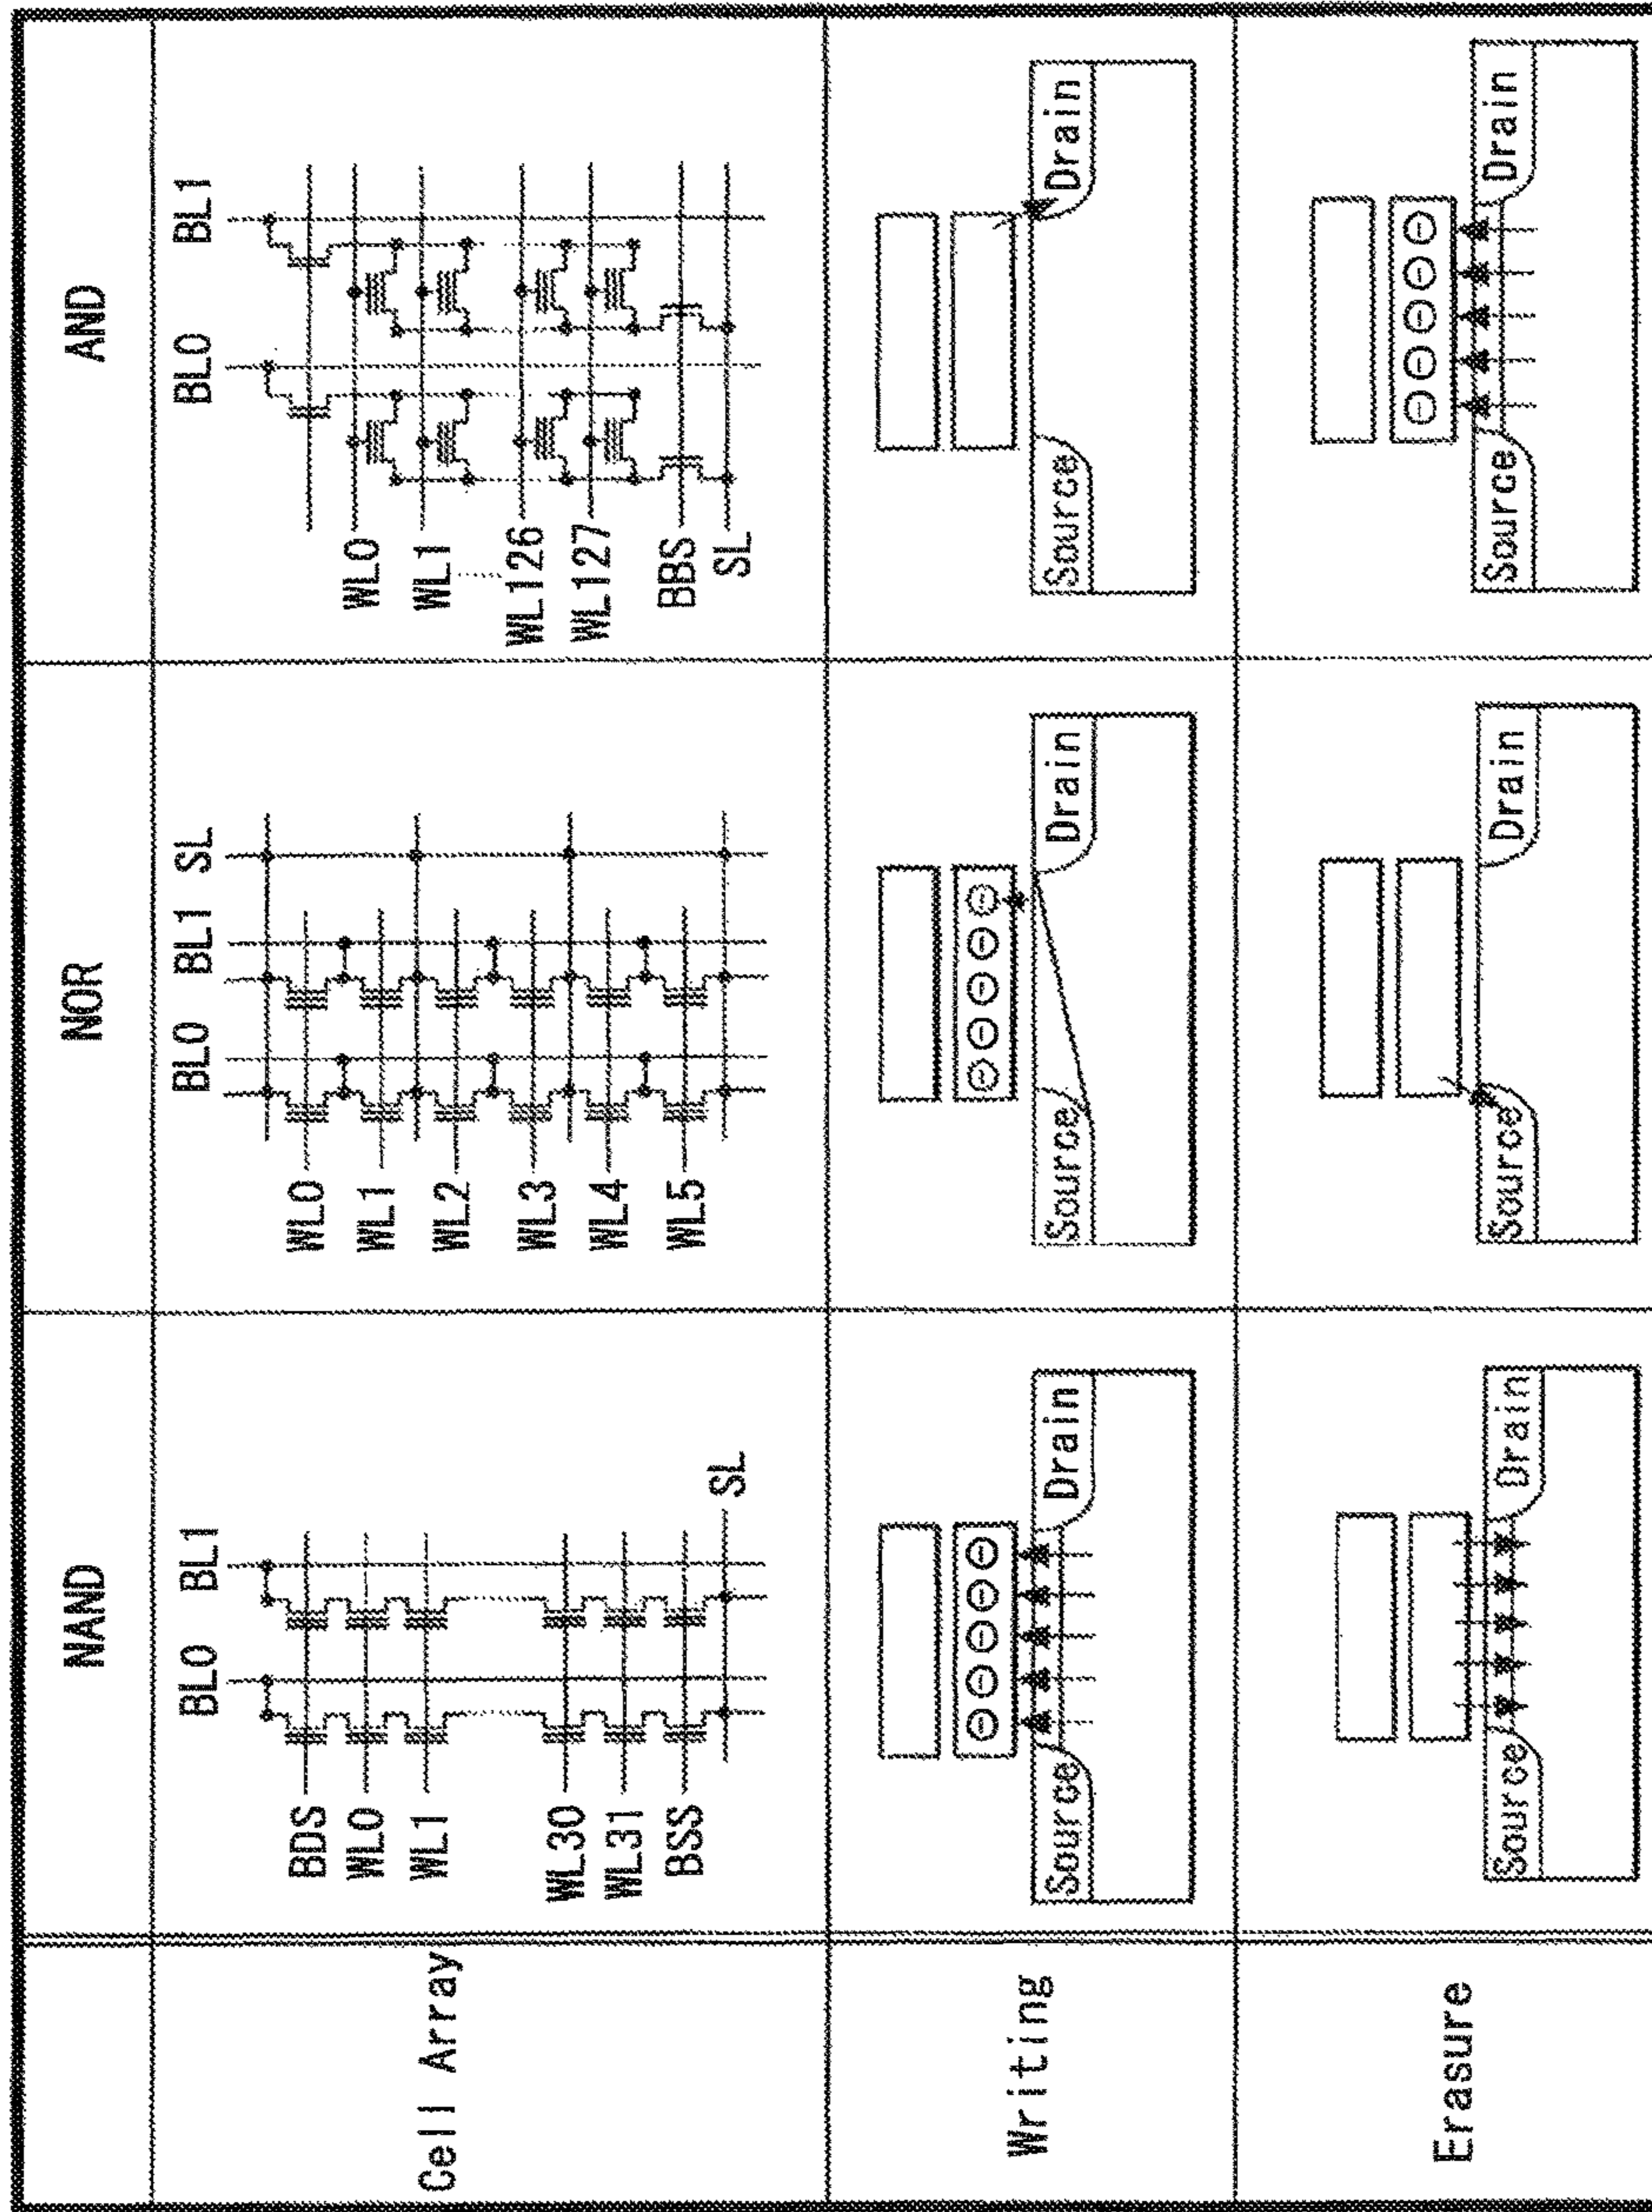 NAND
NOR
AND
Cell Array
BL0 BL1
BDS
WL0
WL1
WL30
WL31
BSS
SL
BL0 BL1 SL
WL0
WL1
WL2
WL3
WL4
WL5
BL0 BL1
WL0
WL1
WL126
WL127
BBS
SL
Writing
Source Drain
Source Drain
Source Drain
Erasure
Source Drain
Source Drain
Source Drain